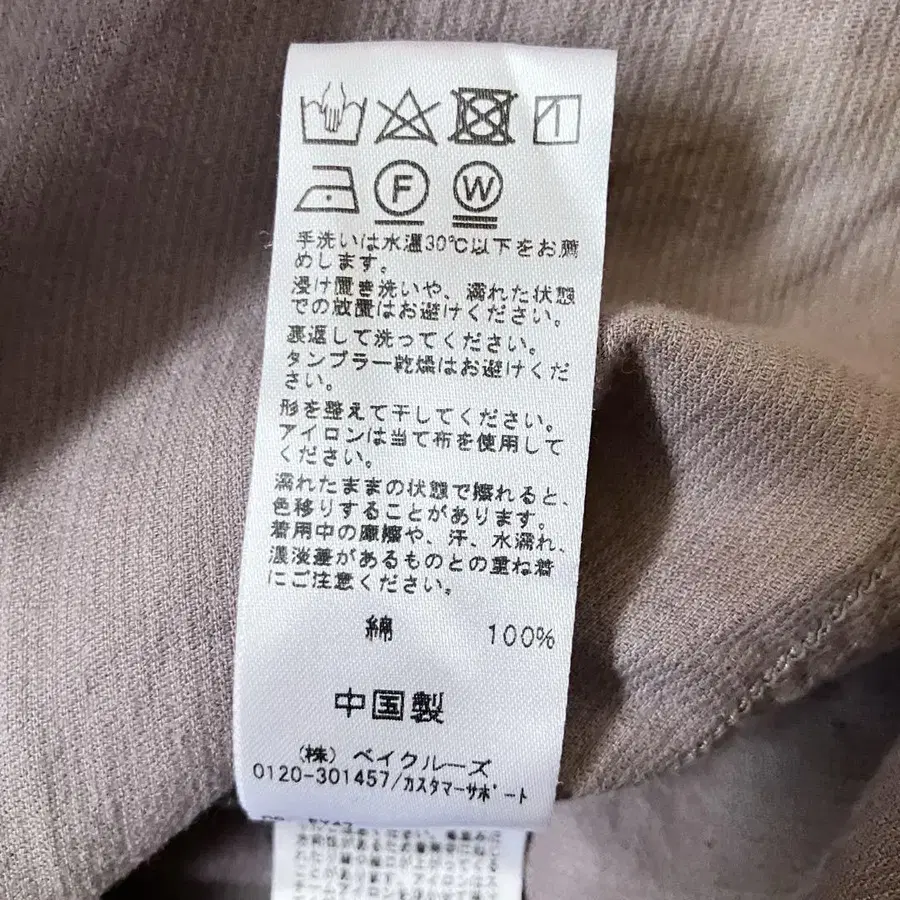 F W
手洗いは水温30℃以下をお薦
めします。
浸け置き洗いや、濡れた状態
での放置はお避けください。
裏返して洗ってください。
タンブラー乾燥はお避けくだ
さい。
形を整えて干してください。
アイロンは当て布を使用して
ください。
濡れたままの状態で擦れると、
色移りすることがあります。
着用中の摩擦や、汗、水濡れ、
濃淡差があるものとの重ね着
にご注意ください。
綿 100%
中国製
(株) ベイクルーズ
0120-301457/カスタマーサポート